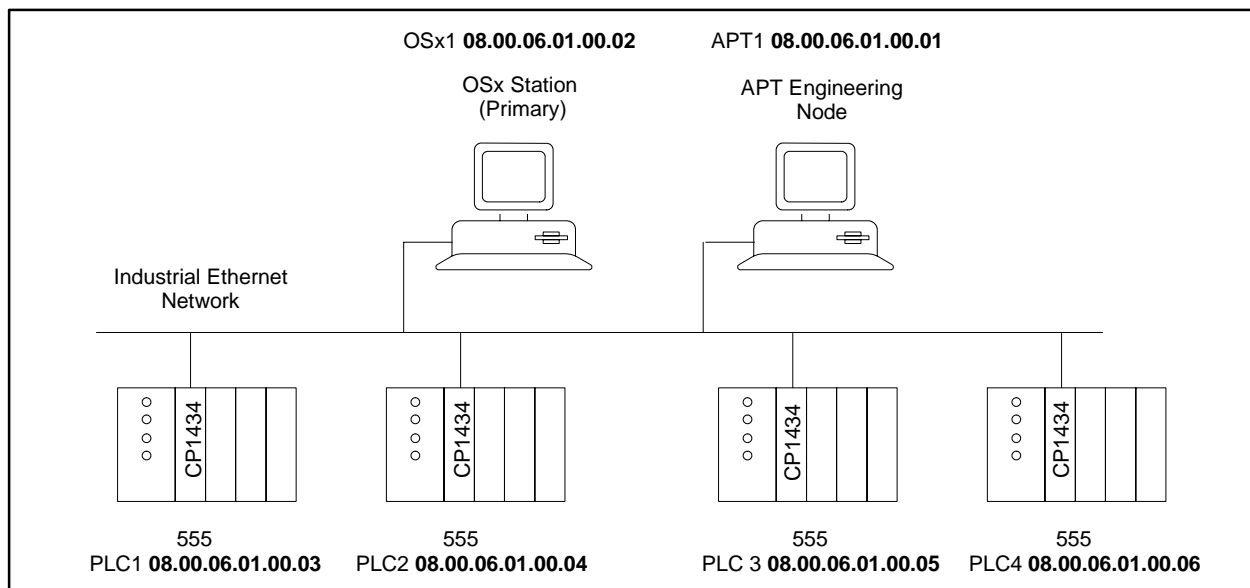 OSx1 08.00.06.01.00.02
APT1 08.00.06.01.00.01
OSx Station
(Primary)
APT Engineering
Node
Industrial Ethernet
Network
CP1434
CP1434
CP1434
CP1434
555
PLC1 08.00.06.01.00.03
555
PLC2 08.00.06.01.00.04
555
PLC 3 08.00.06.01.00.05
555
PLC4 08.00.06.01.00.06